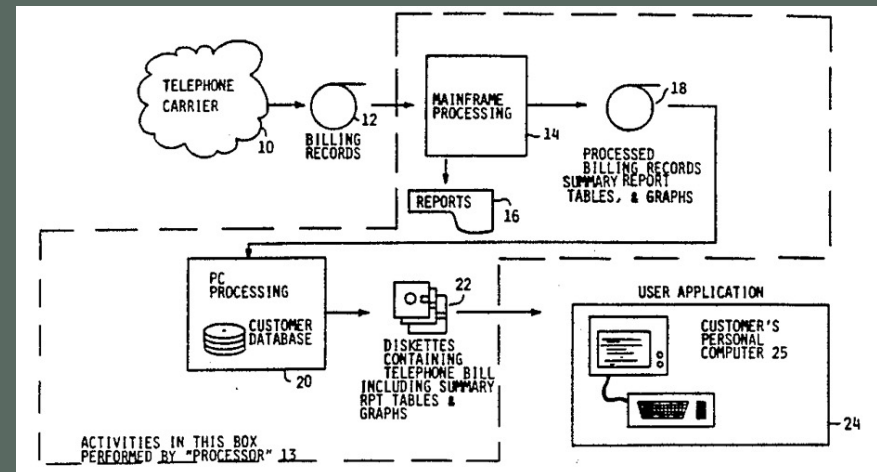 TELEPHONE
CARRIER
10
12
BILLING
RECORDS
MAINFRAME
PROCESSING
14
REPORTS
16
18
PROCESSED
BILLING RECORDS
SUMMARY REPORT
TABLES, & GRAPHS
PC
PROCESSING
CUSTOMER
DATABASE
20
22
DISKETTES
CONTAINING
TELEPHONE BILL
INCLUDING SUMMARY
RPT TABLES &
GRAPHS
USER APPLICATION
CUSTOMER'S
PERSONAL
COMPUTER 25
24
ACTIVITIES IN THIS BOX
PERFORMED BY "PROCESSOR" 13